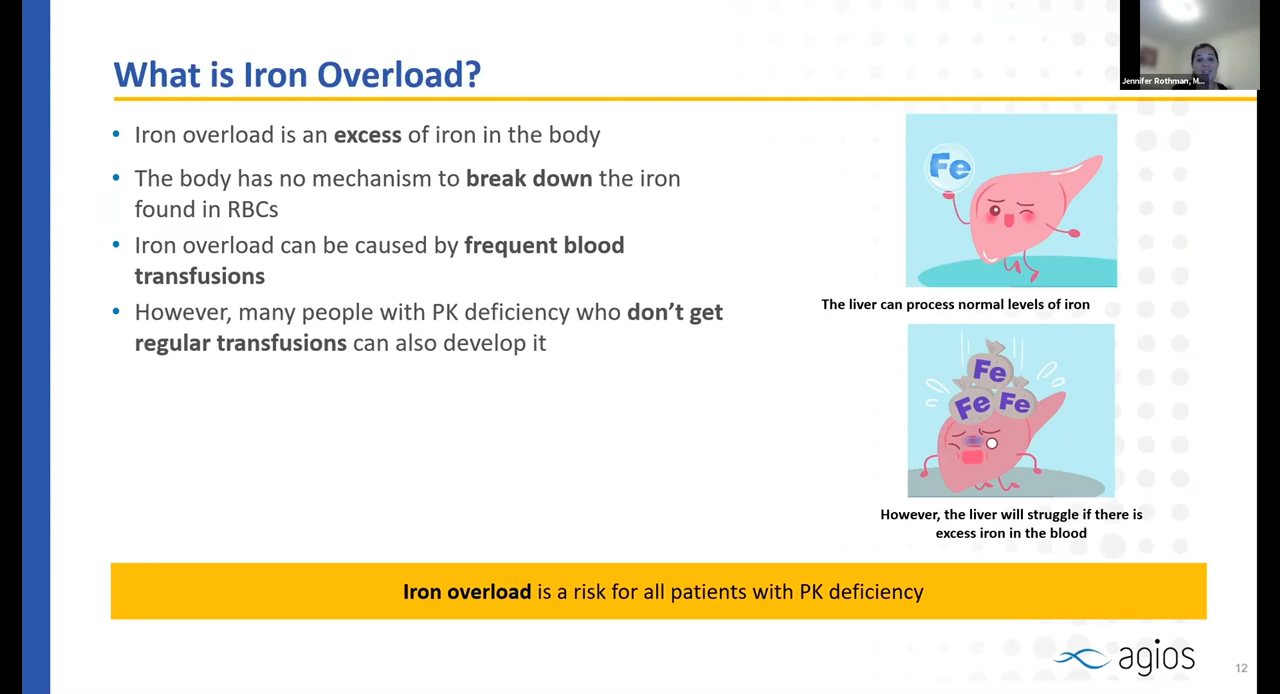 What is Iron Overload?
Jennifer Rothman, M...
• Iron overload is an excess of iron in the body
• The body has no mechanism to break down the iron
found in RBCs
• Iron overload can be caused by frequent blood
transfusions
• However, many people with PK deficiency who don't get
regular transfusions can also develop it
Fe
The liver can process normal levels of iron
Fe
Fe Fe
However, the liver will struggle if there is
excess iron in the blood
Iron overload is a risk for all patients with PK deficiency
agios
12